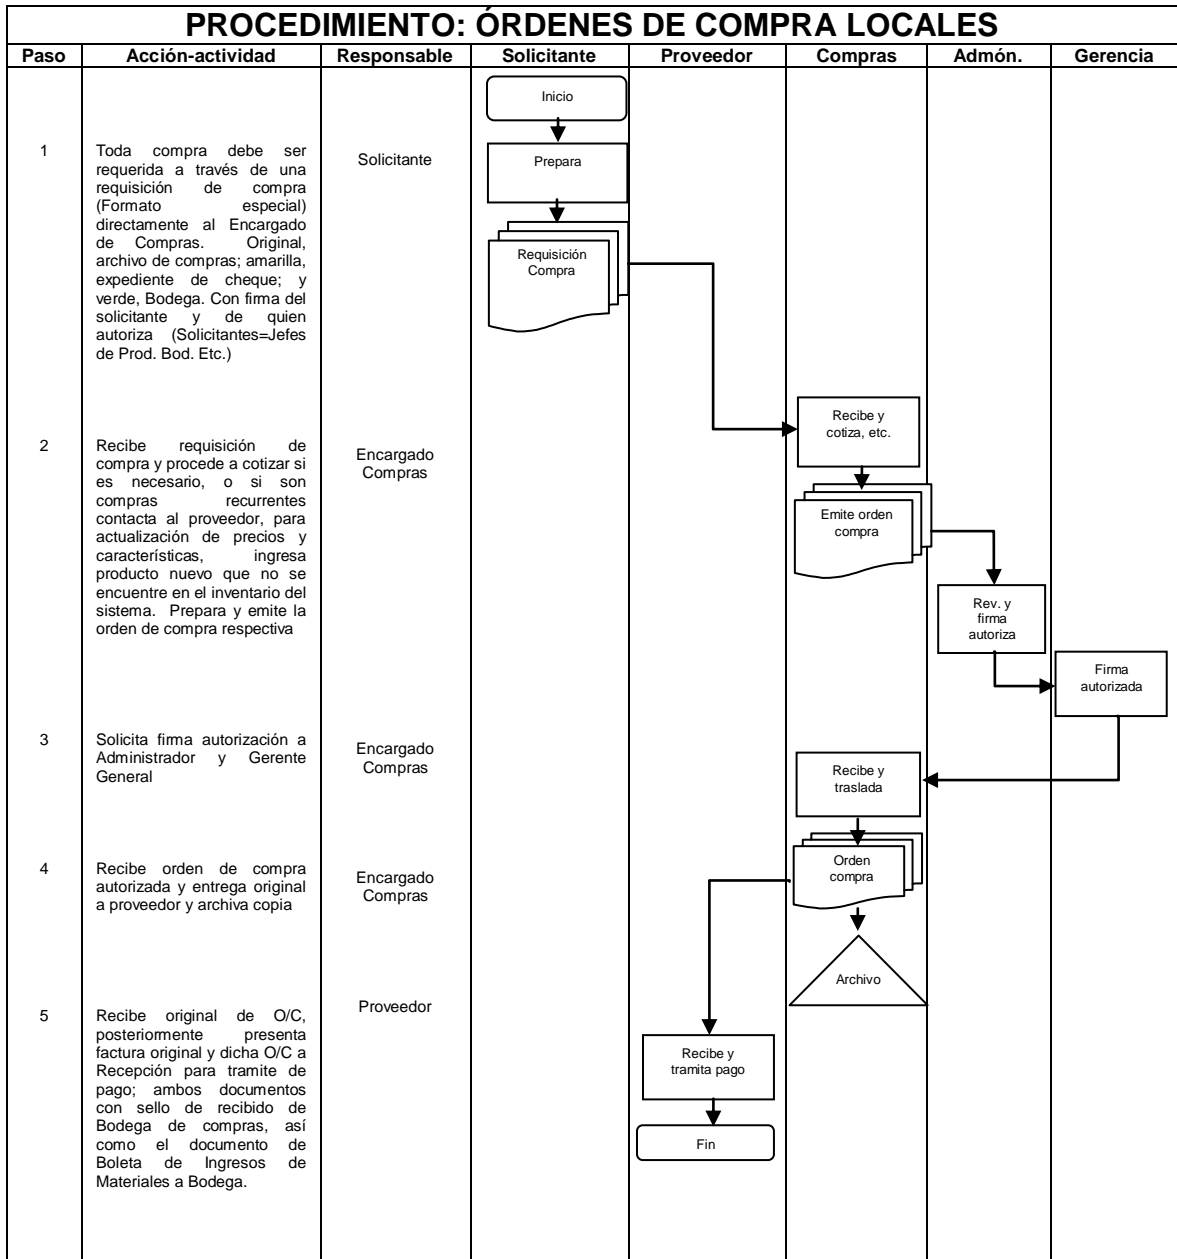 PROCEDIMIENTO: ÓRDENES DE COMPRA LOCALES
Paso Acción-actividad Responsable Solicitante Proveedor Compras Admón. Gerencia
Inicio
1
Toda compra debe ser
requerida a través de una
requisición de compra
(Formato especial)
directamente al Encargado
de Compras. Original,
archivo de compras; amarilla,
expediente de cheque; y
verde, Bodega. Con firma del
solicitante y de quien
autoriza (Solicitantes=Jefes
de Prod. Bod. Etc.)
Solicitante
Prepara
Requisición
Compra
2
Recibe requisición de
compra y procede a cotizar si
es necesario, o si son
compras recurrentes
contacta al proveedor, para
actualización de precios y
características, ingresa
producto nuevo que no se
encuentre en el inventario del
sistema. Prepara y emite la
orden de compra respectiva
Encargado
Compras
Recibe y
cotiza, etc.
Emite orden
compra
Rev. y
firma
autoriza
Firma
autorizada
3
Solicita firma autorización a
Administrador y Gerente
General
Encargado
Compras
Recibe y
traslada
4
Recibe orden de compra
autorizada y entrega original
a proveedor y archiva copia
Encargado
Compras
Orden
compra
Archivo
5
Recibe original de O/C,
posteriormente presenta
factura original y dicha O/C a
Recepción para tramite de
pago; ambos documentos
con sello de recibido de
Bodega de compras, así
como el documento de
Boleta de Ingresos de
Materiales a Bodega.
Proveedor
Recibe y
tramita pago
Fin